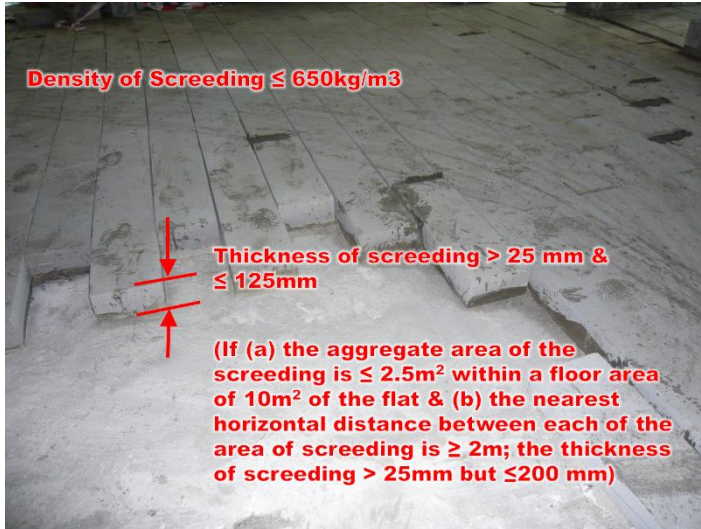 Density of Screeding ≤ 650kg/m3
Thickness of screeding > 25 mm &
≤ 125mm
(If (a) the aggregate area of the
screeding is ≤ 2.5m² within a floor area
of 10m² of the flat & (b) the nearest
horizontal distance between each of the
area of screeding is ≥ 2m; the thickness
of screeding > 25mm but ≤200 mm)